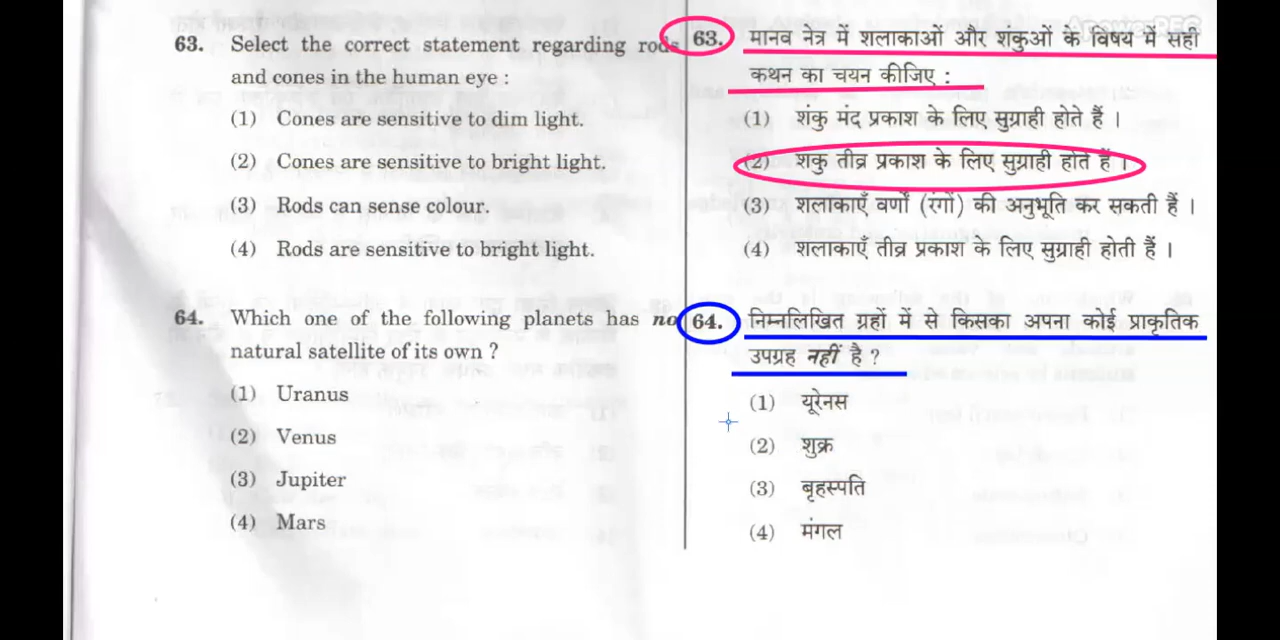 63. Select the correct statement regarding rods
and cones in the human eye :
(1) Cones are sensitive to dim light.
(2) Cones are sensitive to bright light.
(3) Rods can sense colour.
(4) Rods are sensitive to bright light.
64. Which one of the following planets has no
natural satellite of its own ?
(1) Uranus
(2) Venus
(3) Jupiter
(4) Mars
63. मानव नेत्र में शलाकाओं और शंकुओं के विषय में सही
कथन का चयन कीजिए :
(1) शंकु मंद प्रकाश के लिए सुग्राही होते हैं ।
(2) शंकु तीव्र प्रकाश के लिए सुग्राही होते हैं ।
(3) शलाकाएँ वर्णों (रंगों) की अनुभूति कर सकती हैं ।
(4) शलाकाएँ तीव्र प्रकाश के लिए सुग्राही होती हैं ।
64. निम्नलिखित ग्रहों में से किसका अपना कोई प्राकृतिक
उपग्रह नहीं है ?
(1) यूरेनस
(2) शुक्र
(3) बृहस्पति
(4) मंगल